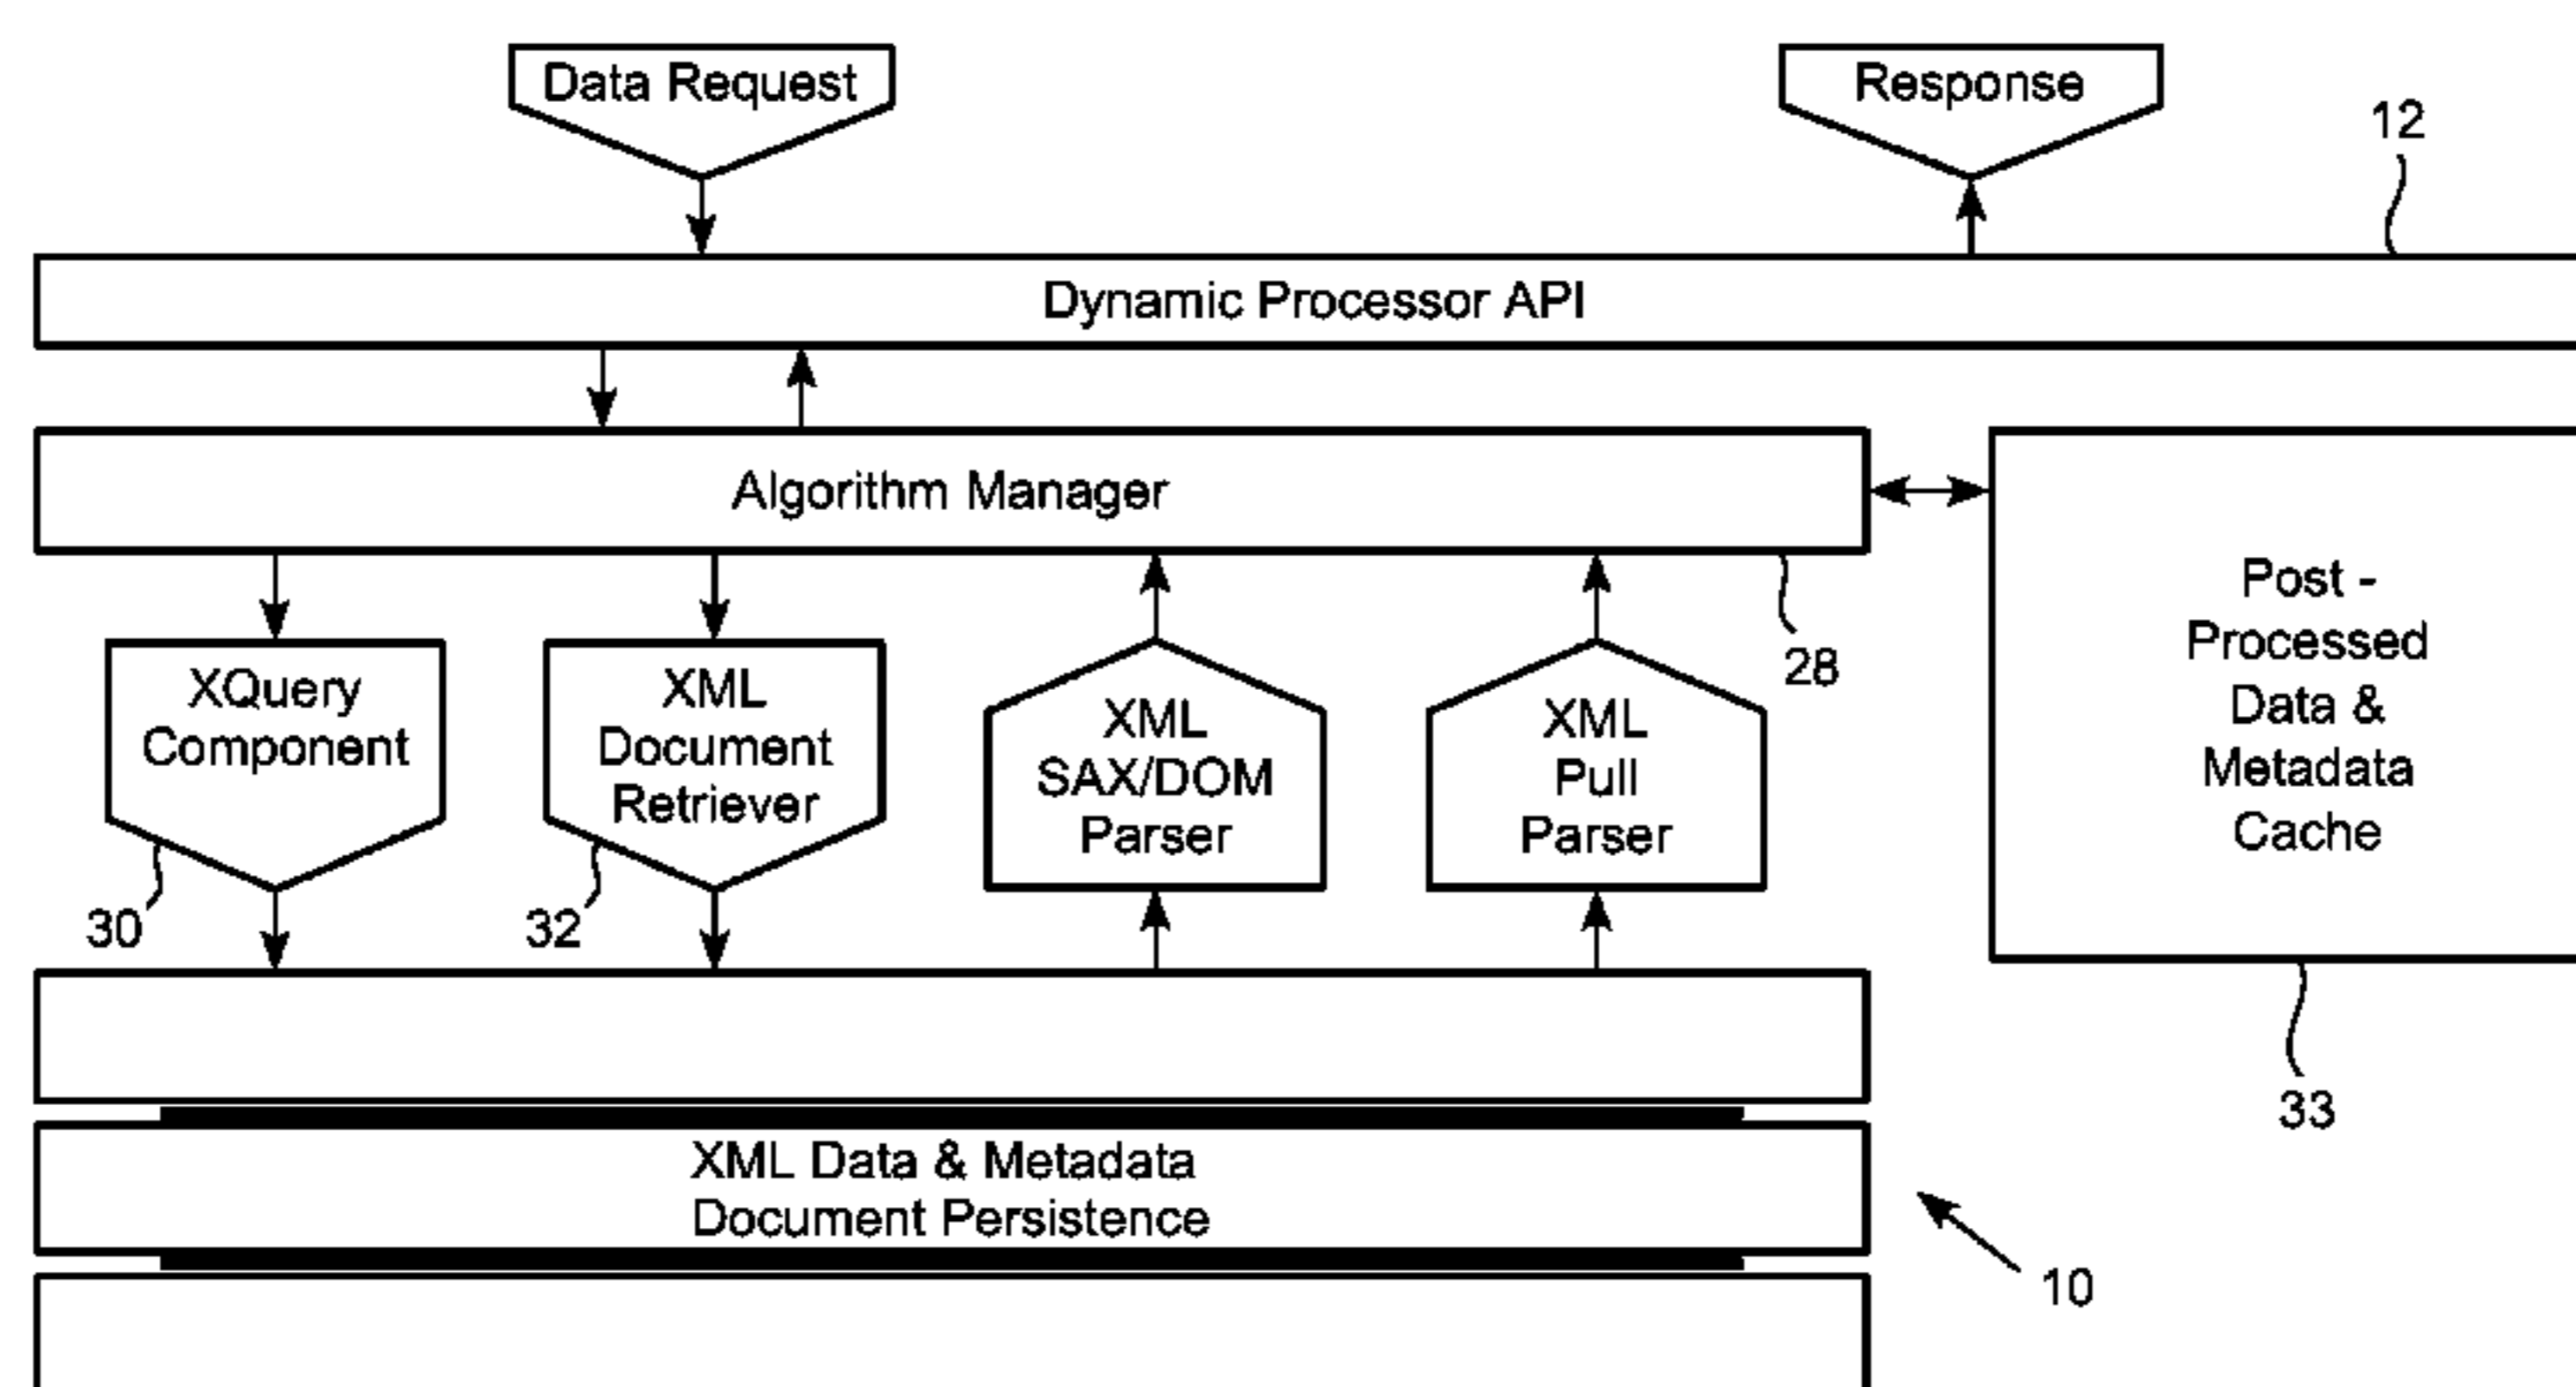 Data Request
Response
12
Dynamic Processor API
Algorithm Manager
28
XQuery
Component
30
XML
Document
Retriever
32
XML
SAX/DOM
Parser
XML
Pull
Parser
Post -
Processed
Data &
Metadata
Cache
33
XML Data & Metadata
Document Persistence
10